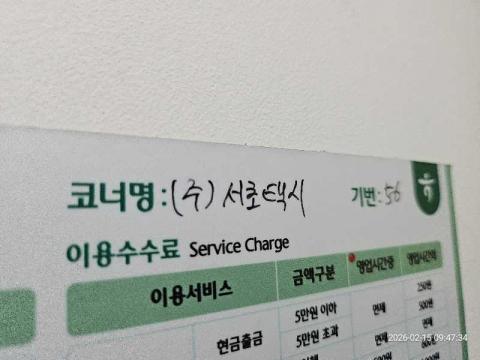 코너명 : (주) 서로택시 기번 : 56
이용수수료 Service Charge
이용서비스 금액구분 영업시간중 영업시간외
현금출금 5만원 이하 면제 250원
5만원 초과 면제 500원
면제
2026-02-15 09:47:34